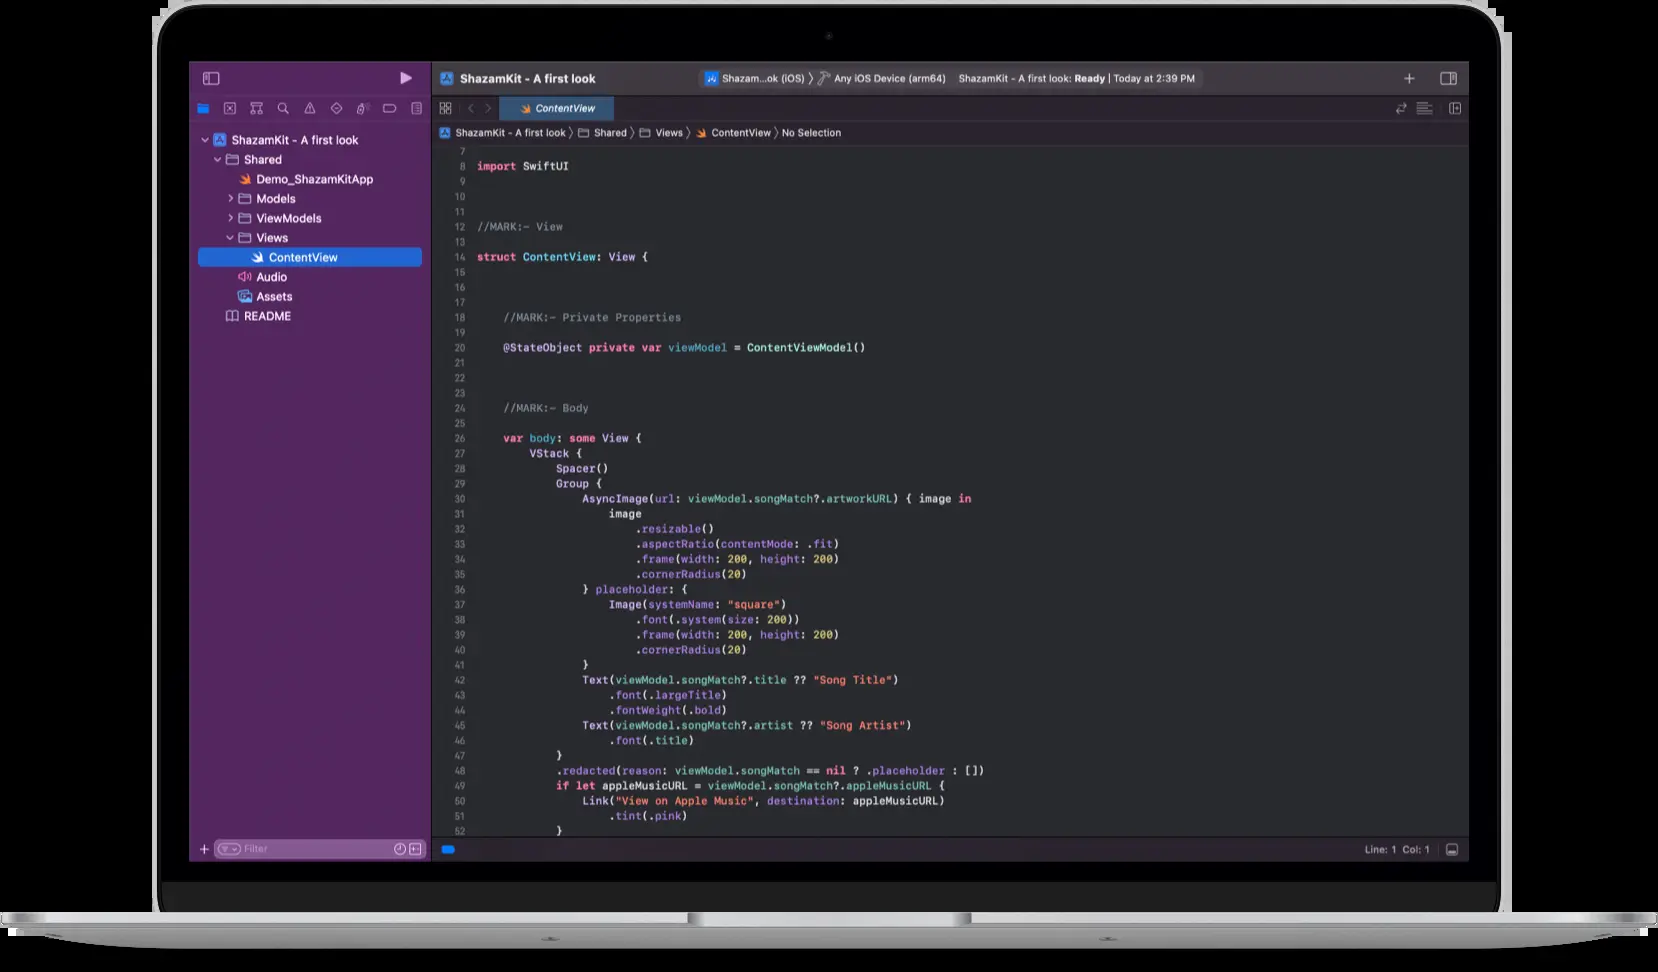 ShazamKit - A first look
Shazam...ok (iOS) 〉 Any iOS Device (arm64)
ShazamKit - A first look: Ready | Today at 2:39 PM
ContentView
ShazamKit - A first look 〉 Shared 〉 Views 〉 ContentView 〉 No Selection
ShazamKit - A first look
Shared
Demo_ShazamKitApp
Models
ViewModels
Views
ContentView
Audio
Assets
README
Filter
7
8 import SwiftUI
9
10
11
12 //MARK:- View
13
14 struct ContentView: View {
15
16
17
18     //MARK:- Private Properties
19
20     @StateObject private var viewModel = ContentViewModel()
21
22
23
24     //MARK:- Body
25
26     var body: some View {
27         VStack {
28             Spacer()
29             Group {
30                 AsyncImage(url: viewModel.songMatch?.artworkURL) { image in
31                     image
32                         .resizable()
33                         .aspectRatio(contentMode: .fit)
34                         .frame(width: 200, height: 200)
35                         .cornerRadius(20)
36                 } placeholder: {
37                     Image(systemName: "square")
38                         .font(.system(size: 200))
39                         .frame(width: 200, height: 200)
40                         .cornerRadius(20)
41                 }
42                 Text(viewModel.songMatch?.title ?? "Song Title")
43                     .font(.largeTitle)
44                     .fontWeight(.bold)
45                 Text(viewModel.songMatch?.artist ?? "Song Artist")
46                     .font(.title)
47             }
48             .redacted(reason: viewModel.songMatch == nil ? .placeholder : [])
49             if let appleMusicURL = viewModel.songMatch?.appleMusicURL {
50                 Link("View on Apple Music", destination: appleMusicURL)
51                     .tint(.pink)
52             }
Line: 1 Col: 1